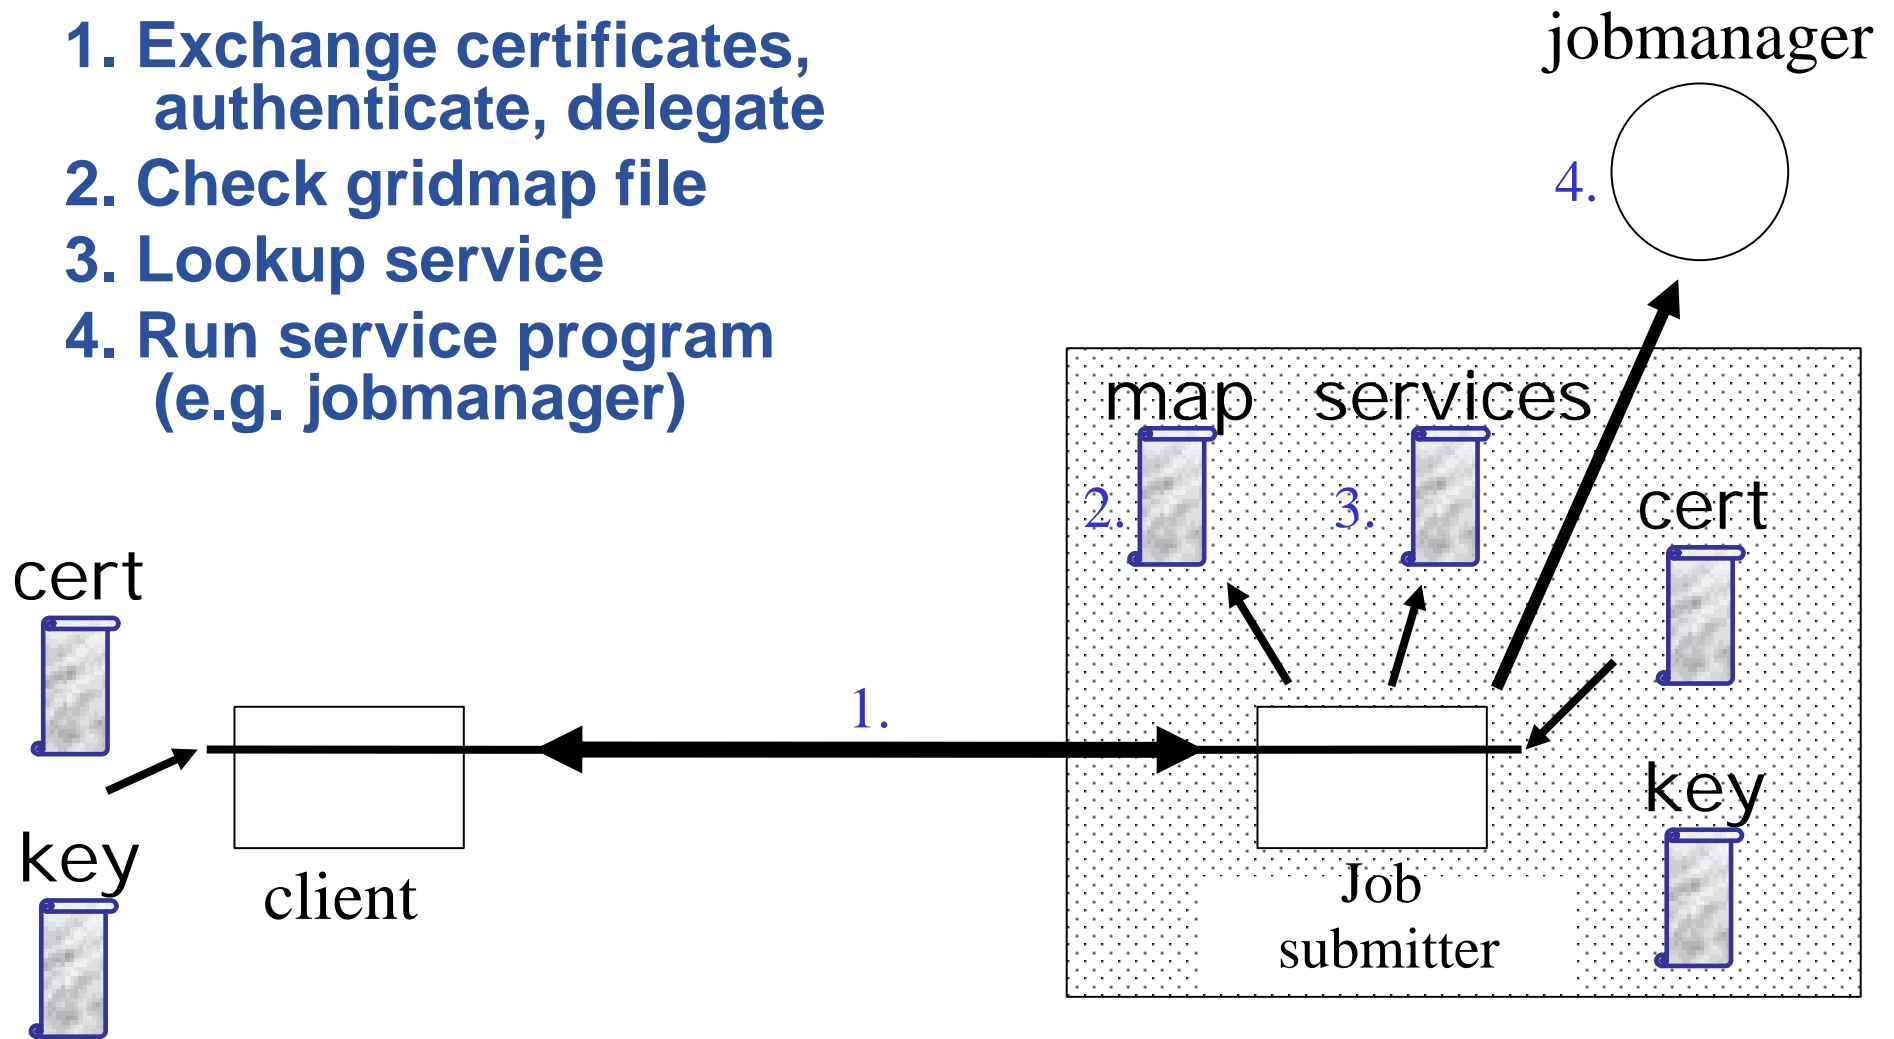 1. Exchange certificates,
authenticate, delegate
2. Check gridmap file
3. Lookup service
4. Run service program
(e.g. jobmanager)
jobmanager
4.
map
services
2.
3.
cert
cert
1.
key
key
client
Job
submitter